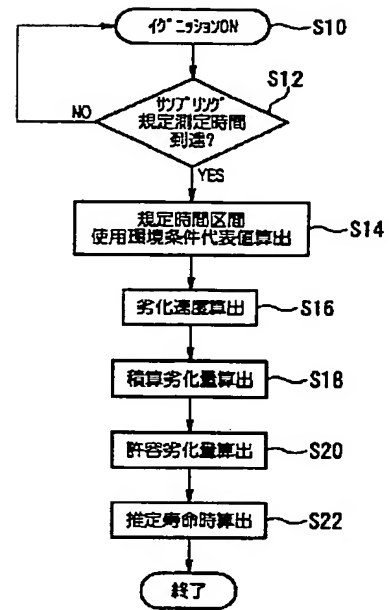 イグニッションON
S10
サンプリング
規定測定時間
到達?
S12
NO
YES
規定時間区間
使用環境条件代表値算出
S14
劣化速度算出
S16
積算劣化量算出
S18
許容劣化量算出
S20
推定寿命時算出
S22
終了